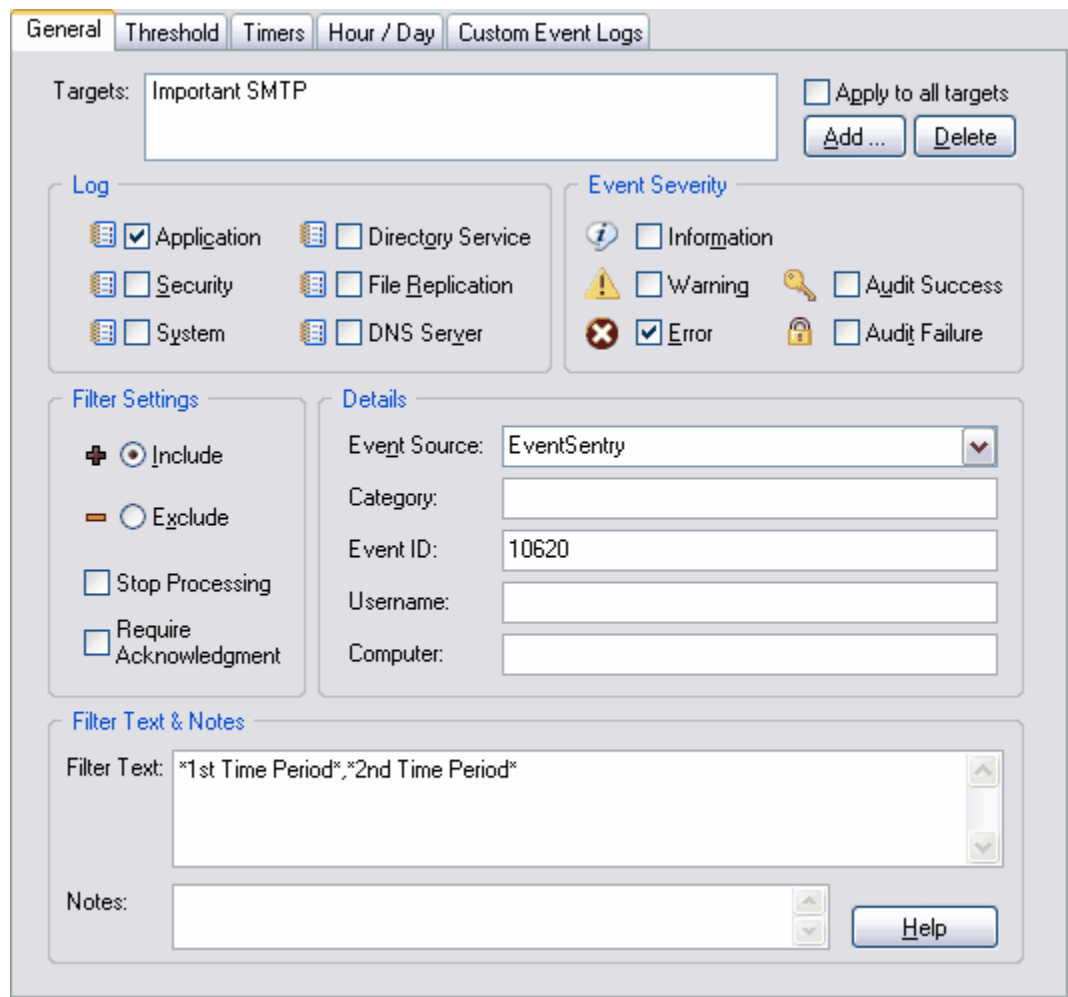 General Threshold Timers Hour / Day Custom Event Logs
Targets: Important SMTP
Apply to all targets
Add ... Delete
Log
Application Directory Service
Security File Replication
System DNS Server
Event Severity
Information
Warning Audit Success
Error Audit Failure
Filter Settings
Include
Exclude
Stop Processing
Require
Acknowledgment
Details
Event Source: EventSentry
Category:
Event ID: 10620
Username:
Computer:
Filter Text & Notes
Filter Text: *1st Time Period*,*2nd Time Period*
Notes:
Help